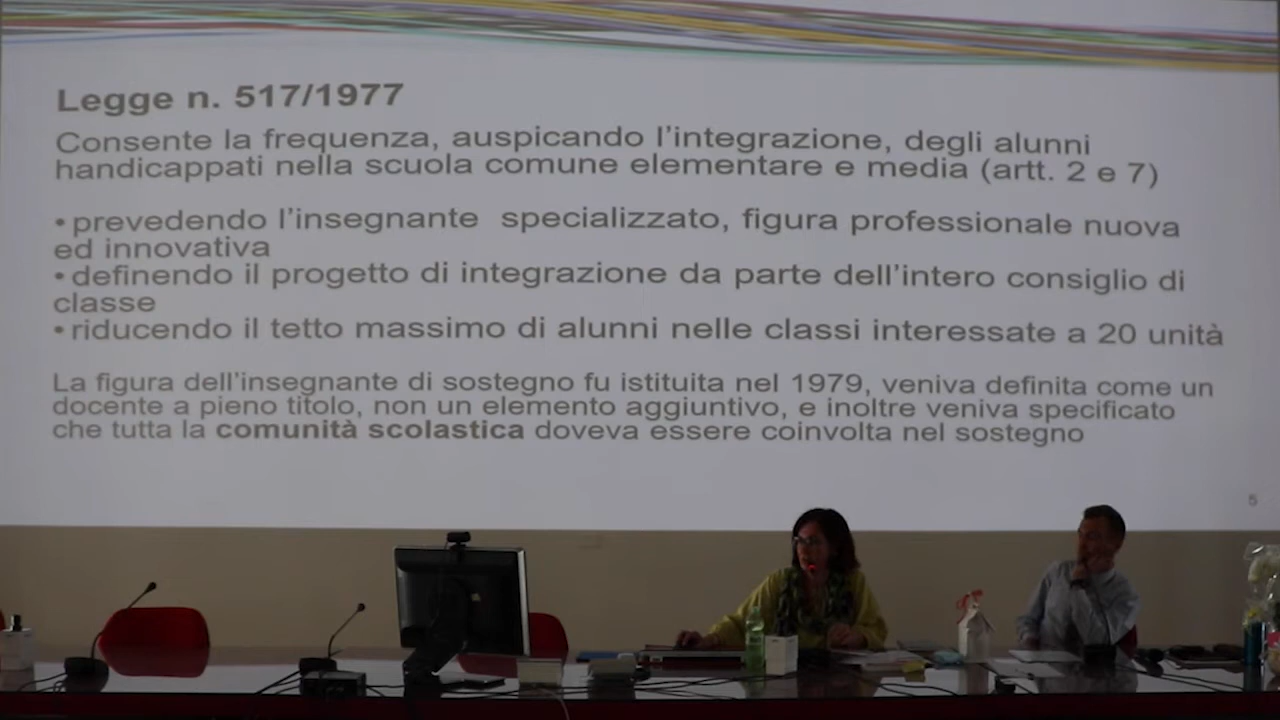 Legge n. 517/1977
Consente la frequenza, auspicando l'integrazione, degli alunni
handicappati nella scuola comune elementare e media (artt. 2 e 7)
• prevedendo l'insegnante specializzato, figura professionale nuova
ed innovativa
• definendo il progetto di integrazione da parte dell'intero consiglio di
classe
• riducendo il tetto massimo di alunni nelle classi interessate a 20 unità
La figura dell'insegnante di sostegno fu istituita nel 1979, veniva definita come un
docente a pieno titolo, non un elemento aggiuntivo, e inoltre veniva specificato
che tutta la comunità scolastica doveva essere coinvolta nel sostegno
5